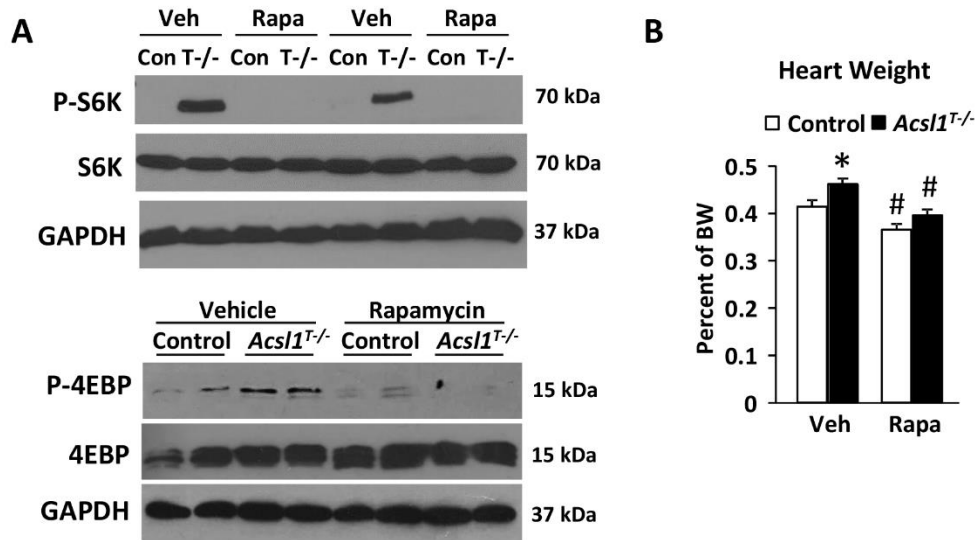 A
Veh Rapa Veh Rapa
Con T-/- Con T-/- Con T-/- Con T-/-
P-S6K 70 kDa
S6K 70 kDa
GAPDH 37 kDa
Vehicle Rapamycin
Control Acsl1T-/- Control Acsl1T-/-
P-4EBP 15 kDa
4EBP 15 kDa
GAPDH 37 kDa
B
Heart Weight
Control Acsl1T-/-
Percent of BW
0.5
0.4
0.3
0.2
0.1
0
* # #
Veh Rapa